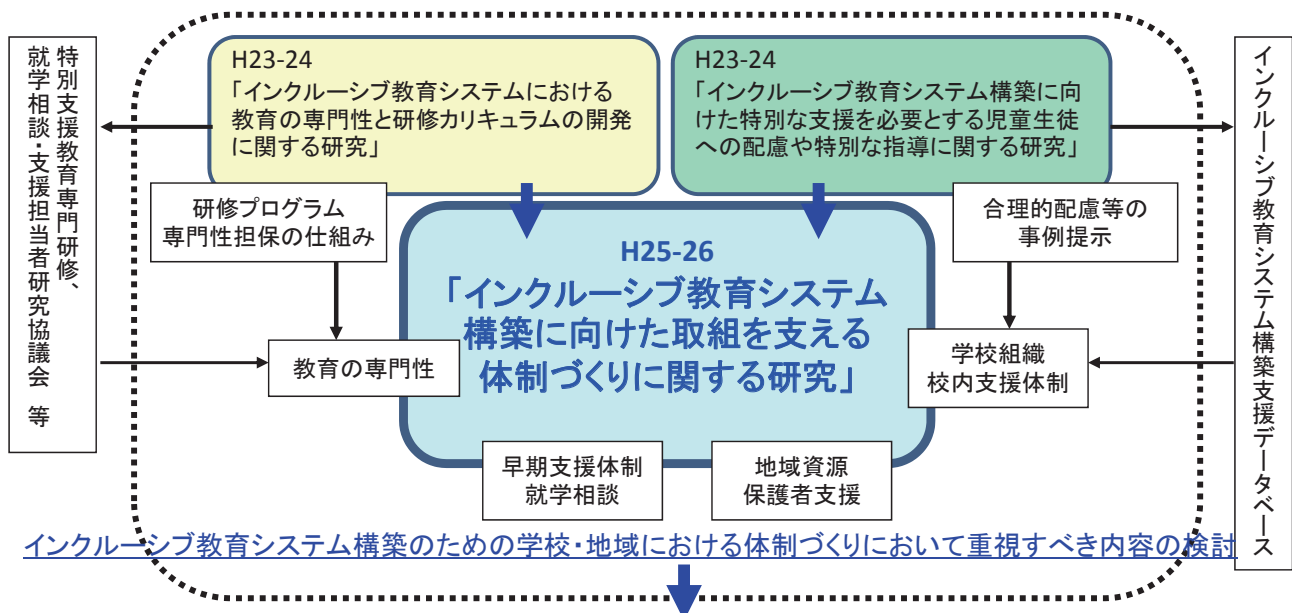 特別支援教育専門研修、
就学相談・支援担当者研究協議会 等
H23-24
「インクルーシブ教育システムにおける
教育の専門性と研修カリキュラムの開発
に関する研究」
H23-24
「インクルーシブ教育システム構築に向
けた特別な支援を必要とする児童生徒
への配慮や特別な指導に関する研究」
インクルーシブ教育システム構築支援データベース
研修プログラム
専門性担保の仕組み
合理的配慮等の
事例提示
H25-26
「インクルーシブ教育システム
構築に向けた取組を支える
体制づくりに関する研究」
教育の専門性
学校組織
校内支援体制
早期支援体制
就学相談
地域資源
保護者支援
インクルーシブ教育システム構築のための学校・地域における体制づくりにおいて重視すべき内容の検討